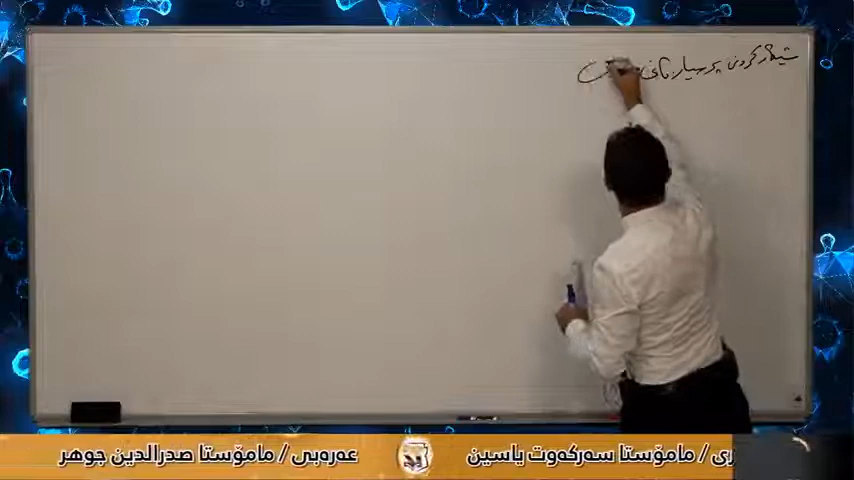 شیکارکردنی پرسیارەکانی
ری / مامۆستا سەرکەوت یاسین
عەرەبی / مامۆستا صدرالدین جوهر